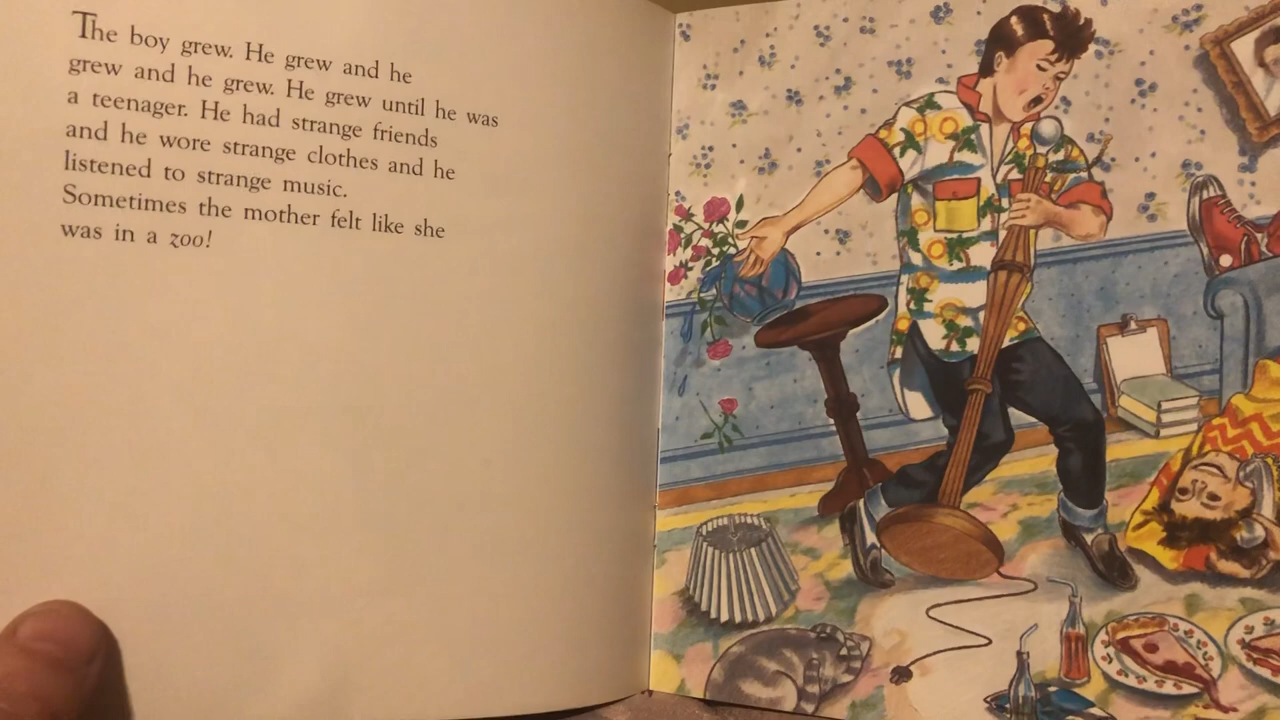 The boy grew. He grew and he
grew and he grew. He grew until he was
a teenager. He had strange friends
and he wore strange clothes and he
listened to strange music.
Sometimes the mother felt like she
was in a zoo!